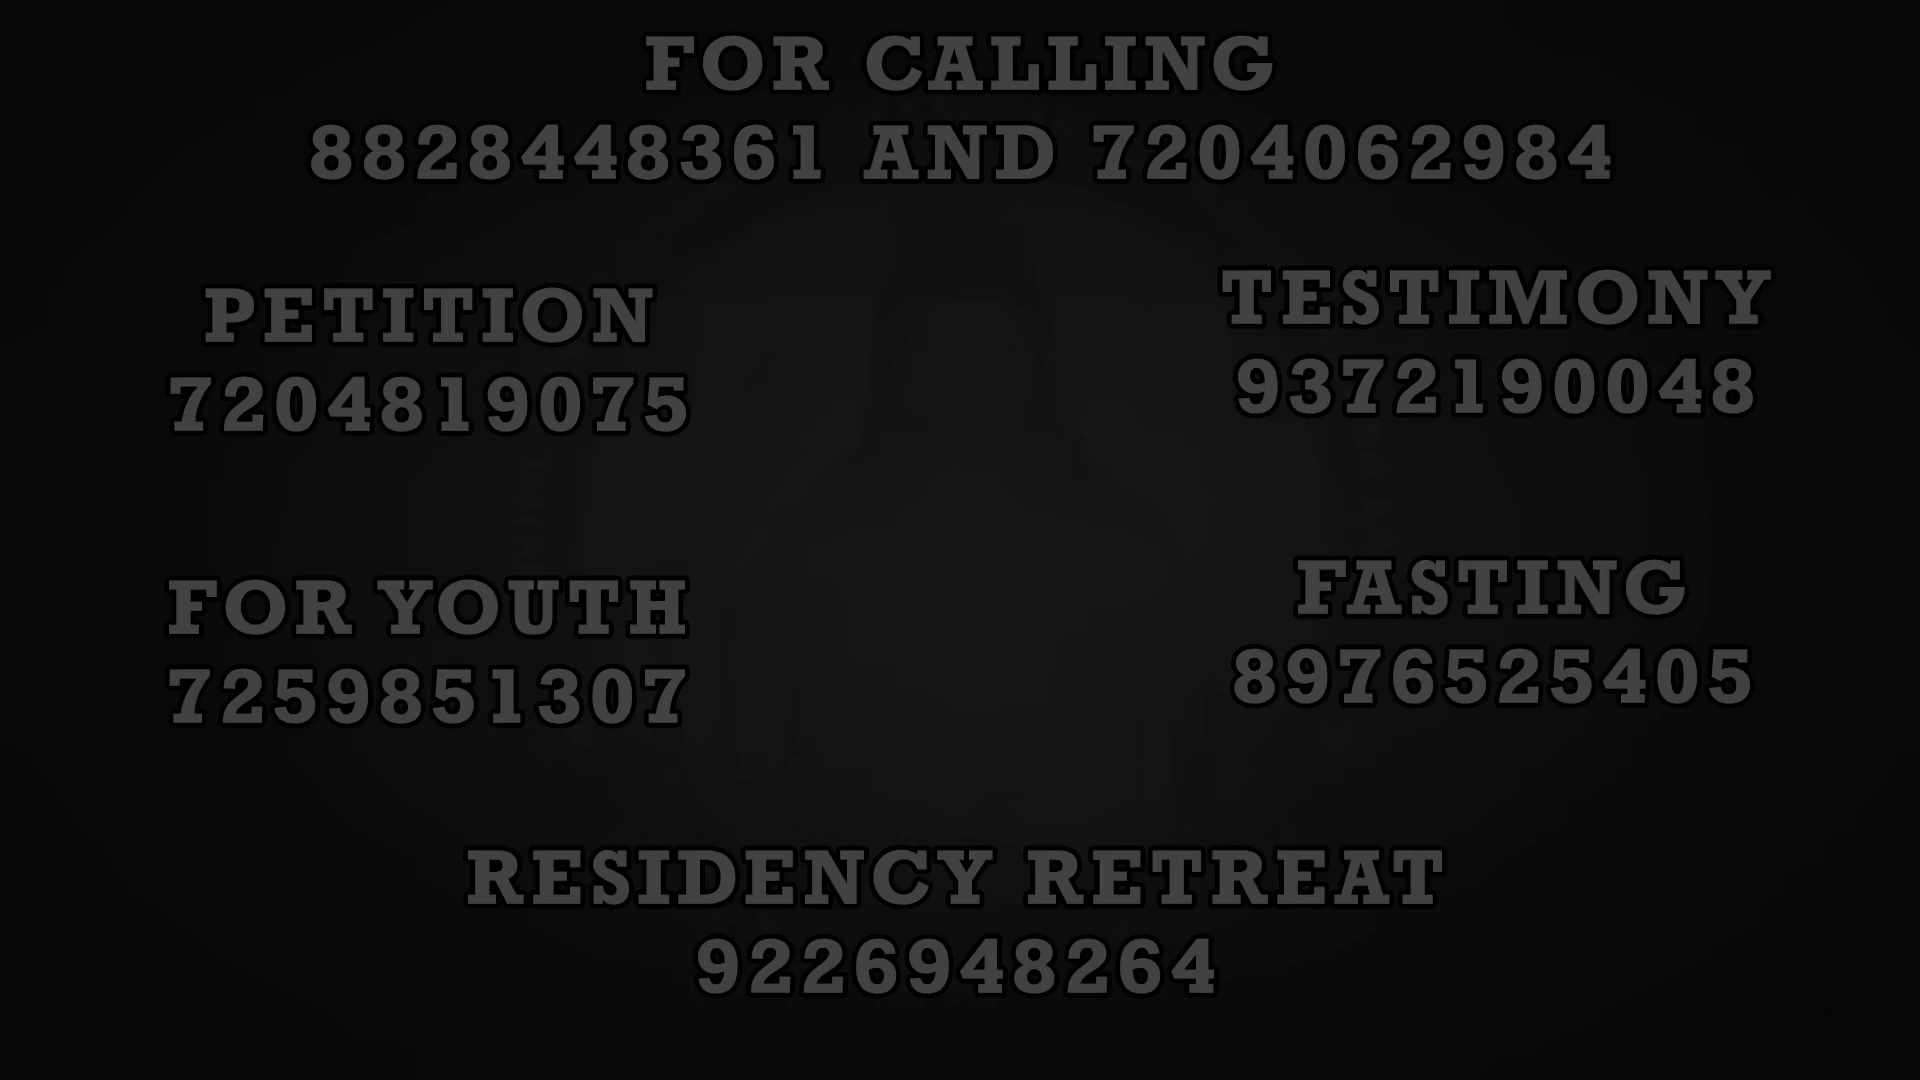 FOR CALLING
8828448361 AND 7204062984
PETITION
7204819075
TESTIMONY
9372190048
FOR YOUTH
7259851307
FASTING
8976525405
RESIDENCY RETREAT
9226948264